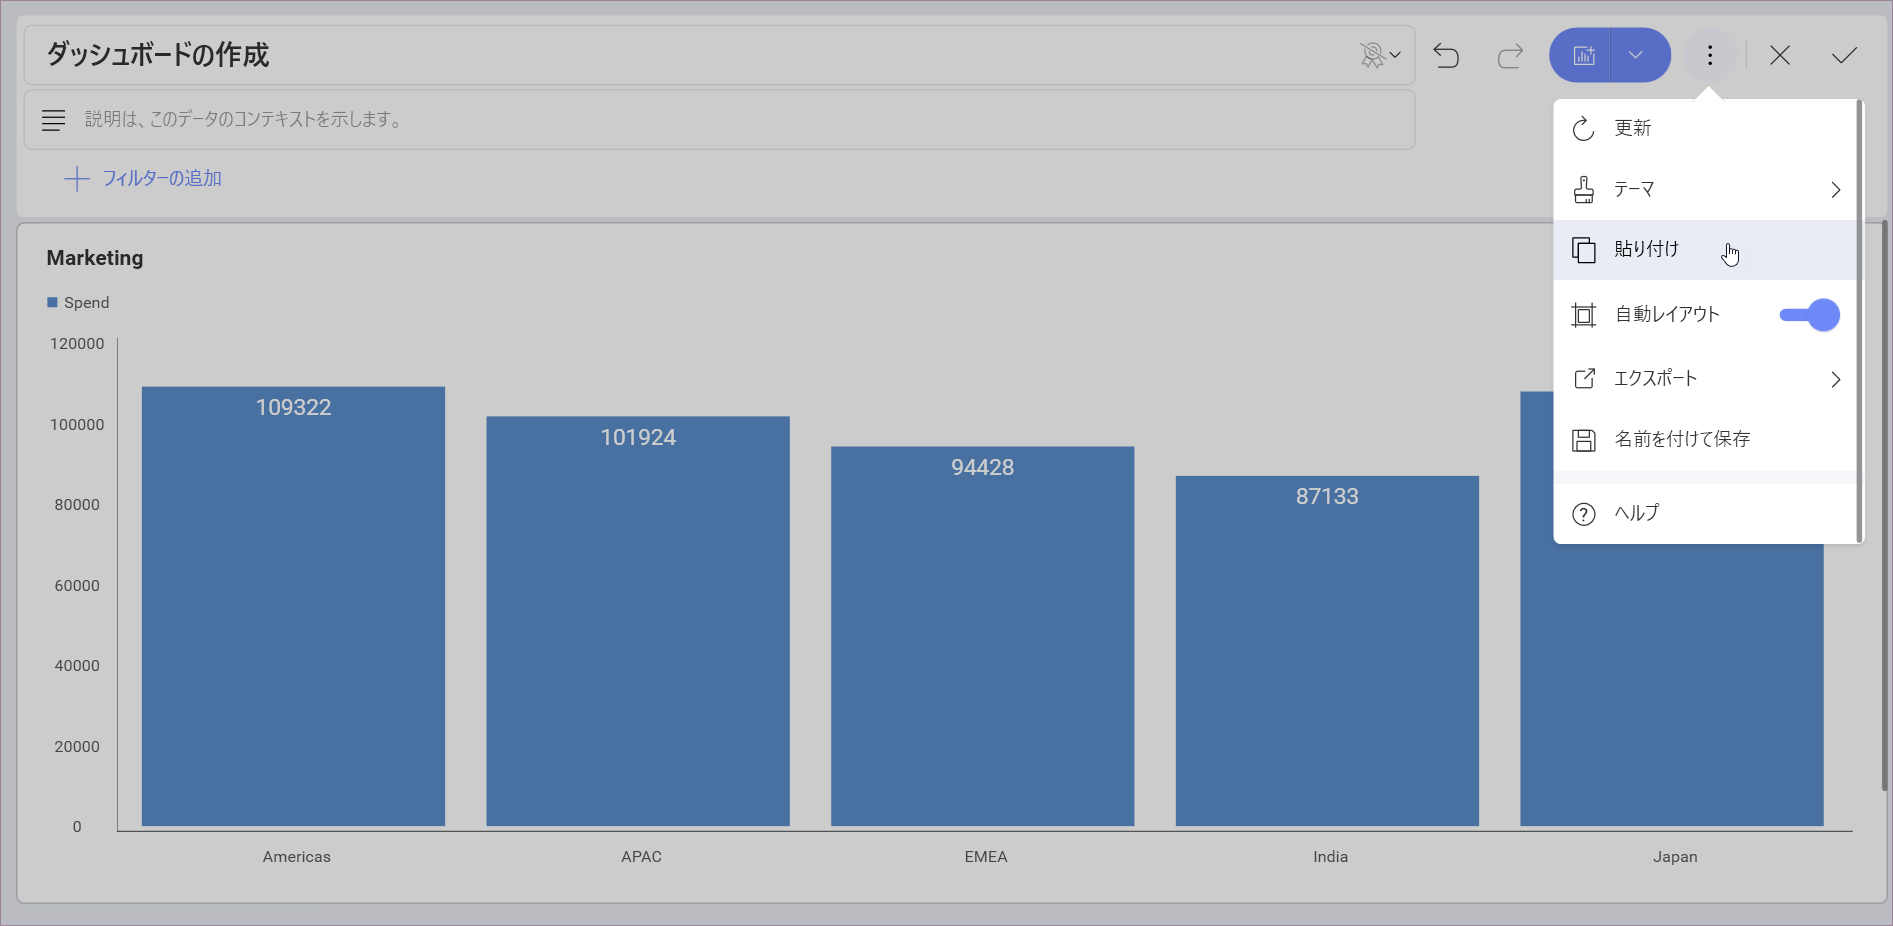 ダッシュボードの作成
説明は、このデータのコンテキストを示します。
フィルターの追加
更新
テーマ
貼り付け
自動レイアウト
エクスポート
名前を付けて保存
ヘルプ
Marketing
Spend
120000
100000
80000
60000
40000
20000
0
109322
101924
94428
87133
Americas
APAC
EMEA
India
Japan